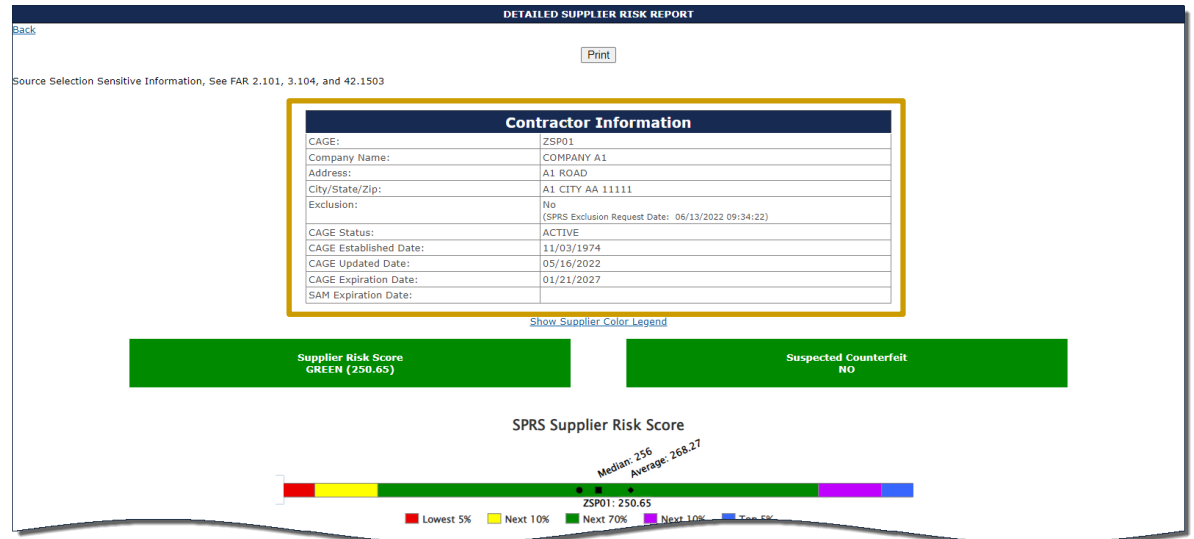 DETAILED SUPPLIER RISK REPORT
Back
Print
Source Selection Sensitive Information, See FAR 2.101, 3.104, and 42.1503
Contractor Information
CAGE: ZSP01
Company Name: COMPANY A1
Address: A1 ROAD
City/State/Zip: A1 CITY AA 11111
Exclusion: No
(SPRS Exclusion Request Date: 06/13/2022 09:34:22)
CAGE Status: ACTIVE
CAGE Established Date: 11/03/1974
CAGE Updated Date: 05/16/2022
CAGE Expiration Date: 01/21/2027
SAM Expiration Date:
Show Supplier Color Legend
Supplier Risk Score
GREEN (250.65)
Suspected Counterfeit
NO
SPRS Supplier Risk Score
Median: 256
Average: 268.27
ZSP01: 250.65
Lowest 5% Next 10% Next 70% Next 10% Top 5%